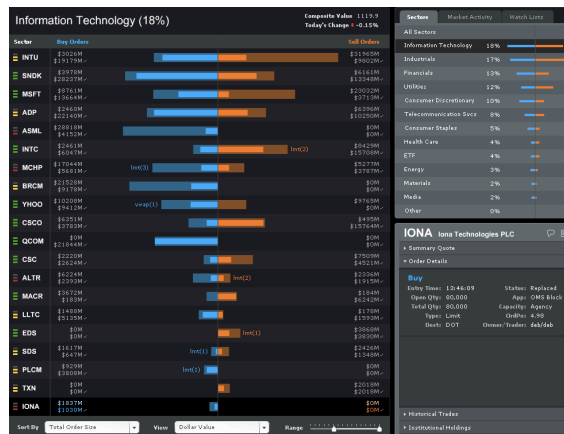 Information Technology (18%)
Composite Value 1119.9
Today's Change -0.15%
Sector Buy Orders Sell Orders
INTU $3026M $19179M $31965M $9802M
SNDK $3978M $28237M $6161M $13348M
MSFT $8761M $13664M $23032M $3713M
ADP $2460M $22140M $6396M $10250M
ASML $28818M $4152M $0M $0M
INTC $2461M $6047M lmt(2) $8429M $15708M
MCHP $17044M $5681M lmt(3) $5277M $3787M
BRCM $21528M $9178M $0M $0M
YHOO $10208M $9412M vwap(1) $9765M $0M
CSCO $6351M $3783M $495M $15764M
QCOM $0M $21844M $0M $0M
CSC $2220M $2624M $7509M $4521M
ALTR $6224M $2393M lmt(2) $2336M $1915M
MACR $3672M $183M $184M $6242M
LLTC $1488M $5135M $178M $1593M
EDS $0M $0M lmt(1) $3868M $3830M
SDS $1617M $647M lmt(1) $2426M $1348M
PLCM $929M $3808M lmt(1) $0M $0M
TXN $0M $0M $2018M $2018M
IONA $1837M $1030M $0M $0M
Sort By Total Order Size View Dollar Value Range
Sectors Market Activity Watch Lists
All Sectors
Information Technology 18%
Industrials 17%
Financials 13%
Utilities 12%
Consumer Discretionary 10%
Telecommunication Svcs 8%
Consumer Staples 5%
Health Care 4%
ETF 4%
Energy 3%
Materials 2%
Media 2%
Other 0%
IONA Iona Technologies PLC
Summary Quote
Order Details
Buy
Entry Time: 13:46:09 Status: Replaced
Open Qty: 80,000 App: OMS Block
Total Qty: 80,000 Capacity: Agency
Type: Limit OrdPx: 4.98
Dest: DOT Owner/Trader: deb/deb
Historical Trades
Institutional Holdings